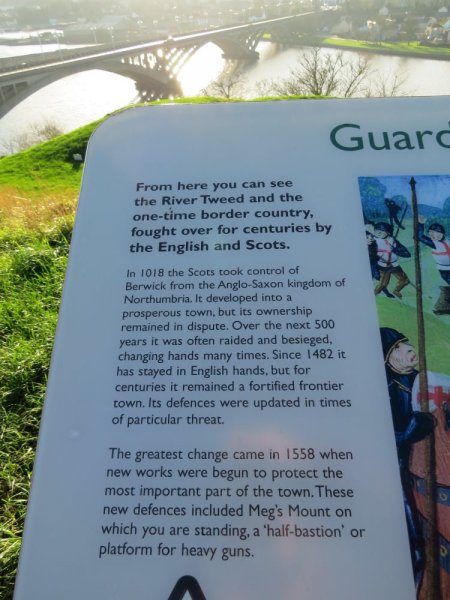 Guard
From here you can see
the River Tweed and the
one-time border country,
fought over for centuries by
the English and Scots.
In 1018 the Scots took control of
Berwick from the Anglo-Saxon kingdom of
Northumbria. It developed into a
prosperous town, but its ownership
remained in dispute. Over the next 500
years it was often raided and besieged,
changing hands many times. Since 1482 it
has stayed in English hands, but for
centuries it remained a fortified frontier
town. Its defences were updated in times
of particular threat.
The greatest change came in 1558 when
new works were begun to protect the
most important part of the town. These
new defences included Meg's Mount on
which you are standing, a 'half-bastion' or
platform for heavy guns.